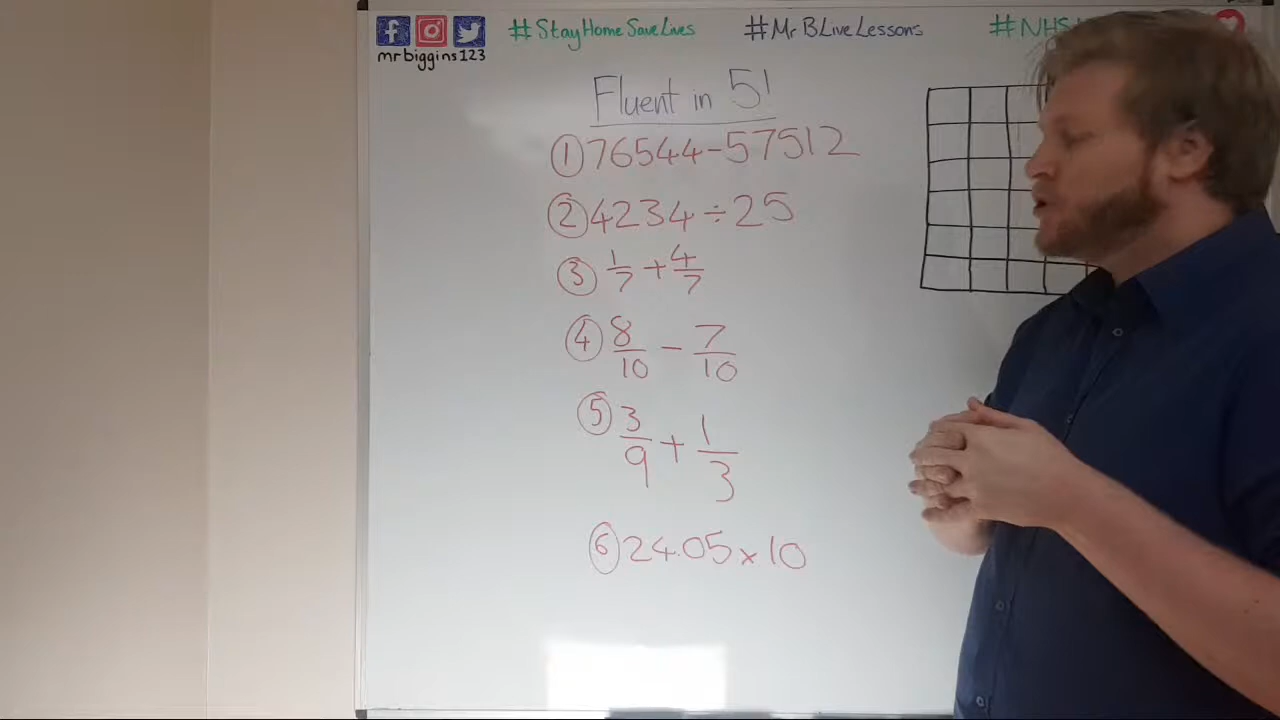 #StayHomeSaveLives #MrBLiveLessons #NHS
mrbiggins123
Fluent in 5!
① 76544-57512
② 4234÷25
③ 1/7 + 4/7
④ 8/10 - 7/10
⑤ 3/9 + 1/3
⑥ 24.05×10